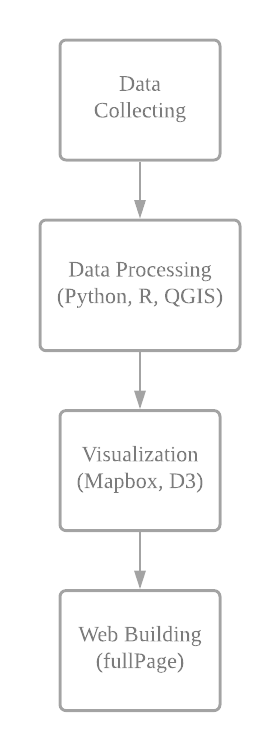 Data
Collecting
Data Processing
(Python, R, QGIS)
Visualization
(Mapbox, D3)
Web Building
(fullPage)